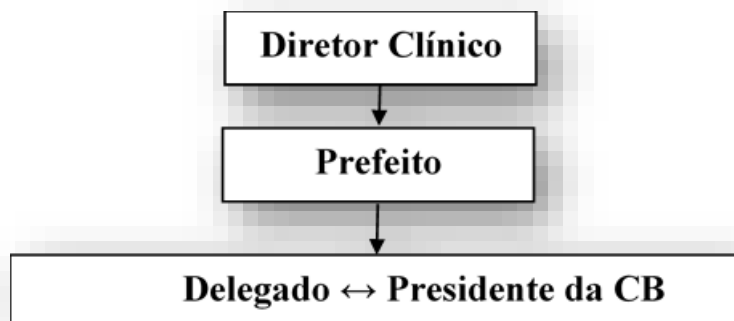 Diretor Clínico
Prefeito
Delegado ↔ Presidente da CB